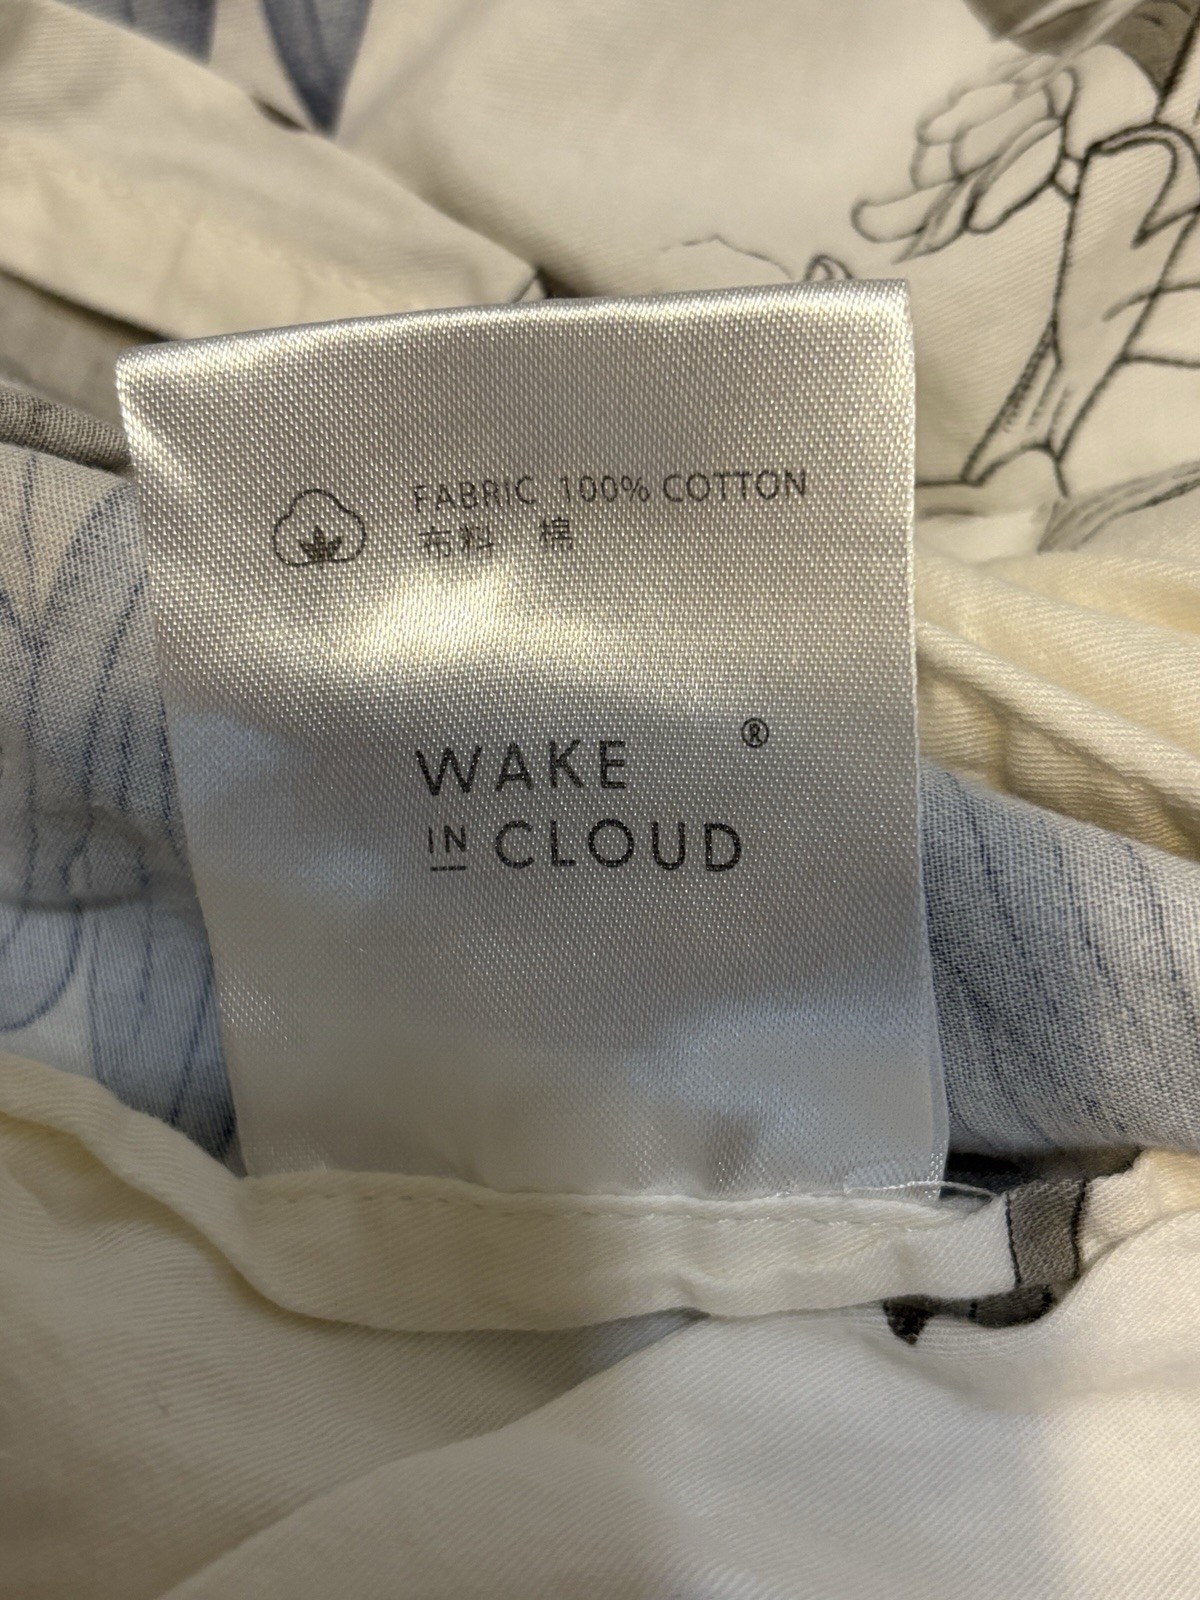 FABRIC 100% COTTON
布料 棉
WAKE ®
IN CLOUD